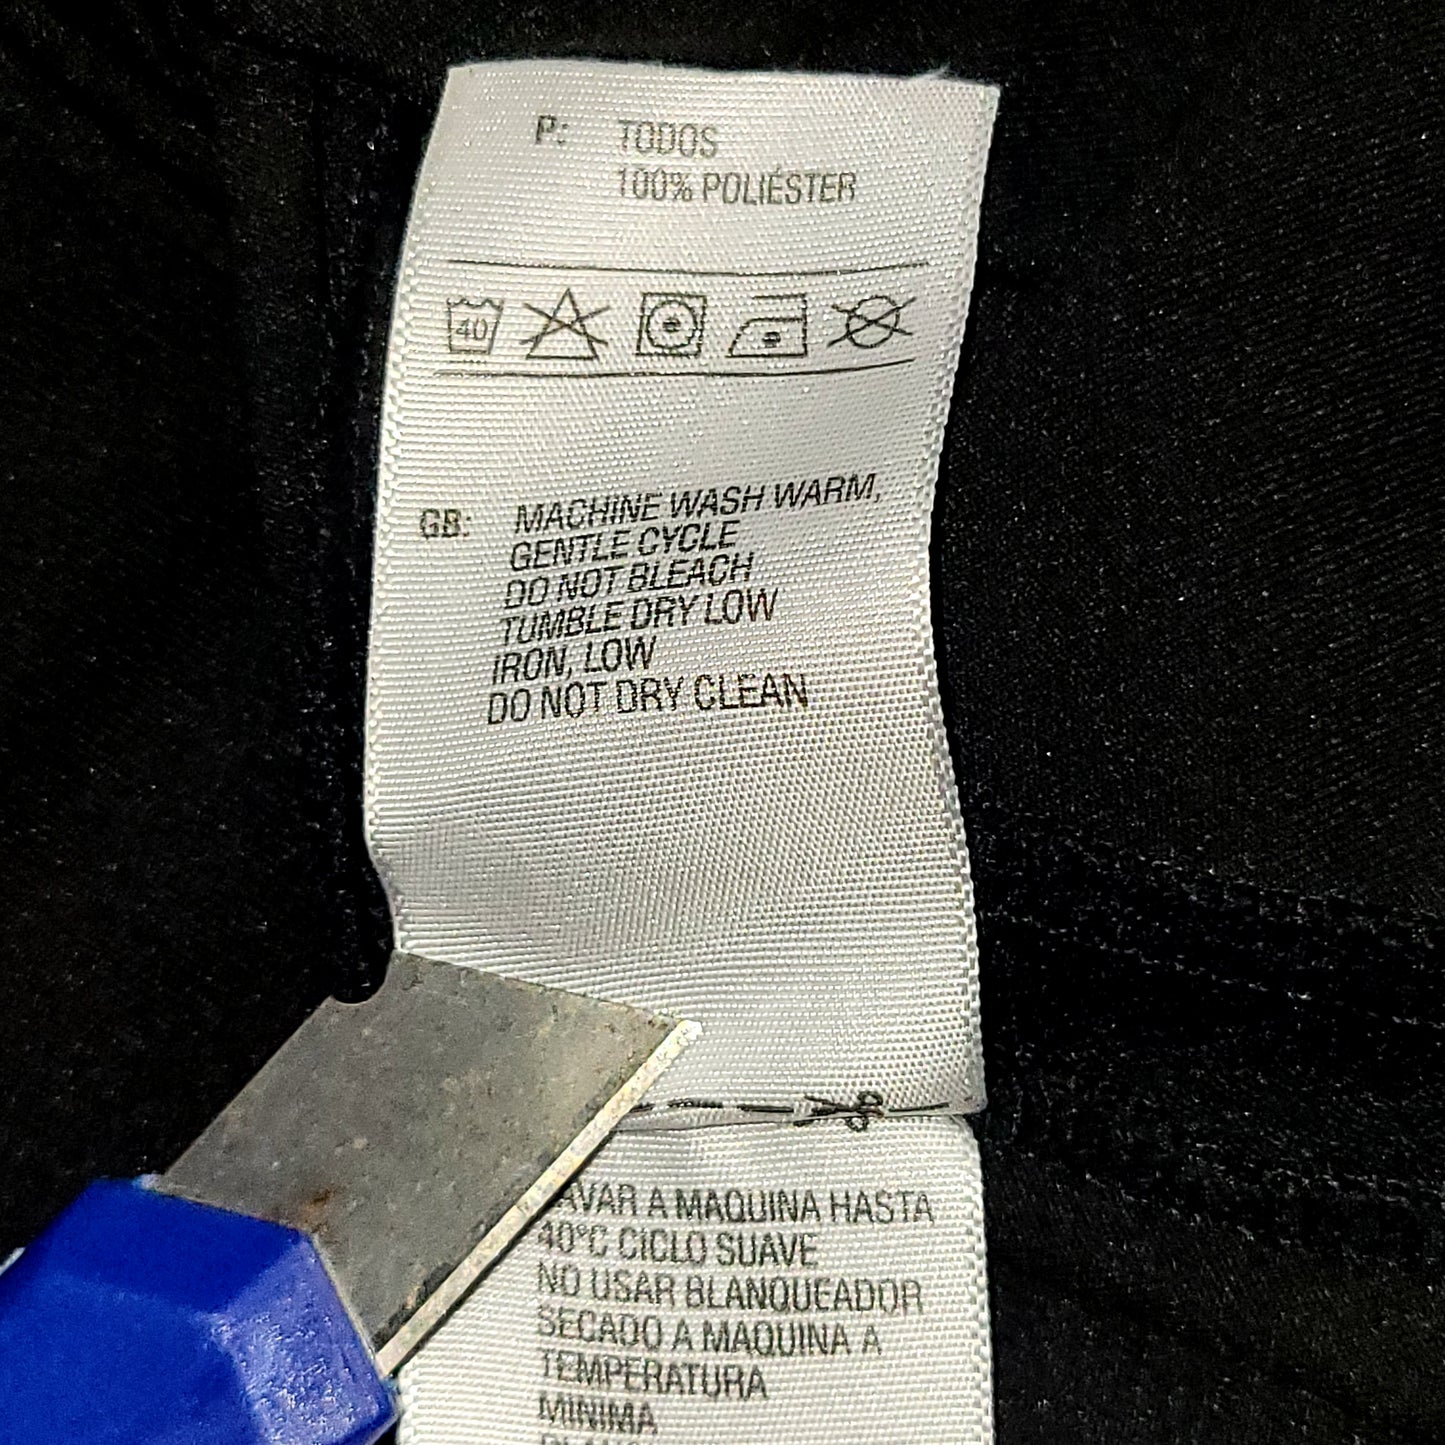 P: TODOS
100% POLIÉSTER
40
GB: MACHINE WASH WARM,
GENTLE CYCLE
DO NOT BLEACH
TUMBLE DRY LOW
IRON, LOW
DO NOT DRY CLEAN
AVAR A MAQUINA HASTA
40°C CICLO SUAVE
NO USAR BLANQUEADOR
SECADO A MAQUINA A
TEMPERATURA
MINIMA